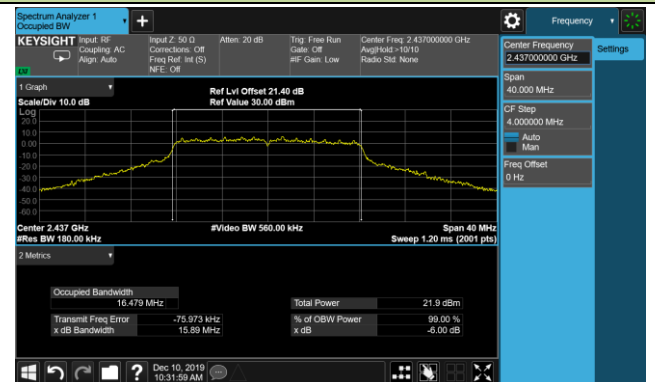 Spectrum Analyzer 1
Occupied BW
Frequency
KEYSIGHT
Input: RF
Coupling: AC
Align: Auto
Input Z: 50 Ω
Corrections: Off
Freq Ref: Int (S)
NFE: Off
Atten: 20 dB
Trig: Free Run
Gate: Off
#IF Gain: Low
Center Freq: 2.437000000 GHz
Avg|Hold:>10/10
Radio Std: None
Center Frequency
2.437000000 GHz
Settings
Span
40.000 MHz
CF Step
4.000000 MHz
Auto
Man
Freq Offset
0 Hz
1 Graph
Scale/Div 10.0 dB
Ref Lvl Offset 21.40 dB
Ref Value 30.00 dBm
Log
20.0
10.0
0.00
-10.0
-20.0
-30.0
-40.0
-50.0
-60.0
Center 2.437 GHz
#Res BW 180.00 kHz
#Video BW 560.00 kHz
Span 40 MHz
Sweep 1.20 ms (2001 pts)
2 Metrics
Occupied Bandwidth
16.479 MHz
Transmit Freq Error -75.973 kHz
x dB Bandwidth 15.89 MHz
Total Power 21.9 dBm
% of OBW Power 99.00 %
x dB -6.00 dB
Dec 10, 2019
10:31:59 AM